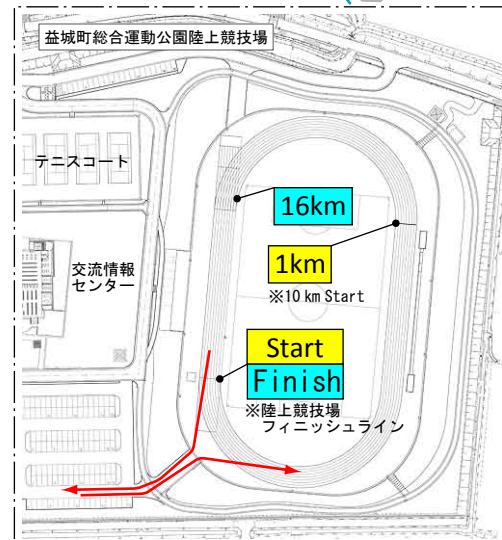 益城町総合運動公園陸上競技場
テニスコート
16km
交流情報
センター
1km
※10 km Start
Start
Finish
※陸上競技場
フィニッシュライン